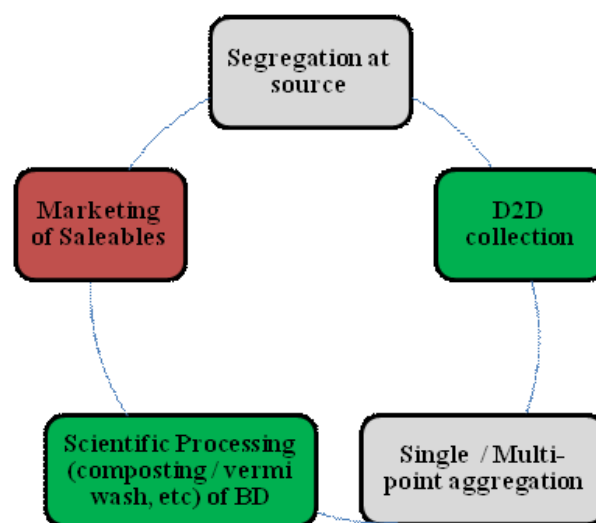 Segregation at
source
D2D
collection
Single / Multi-
point aggregation
Scientific Processing
(composting / vermi
wash, etc) of BD
Marketing
of Saleables